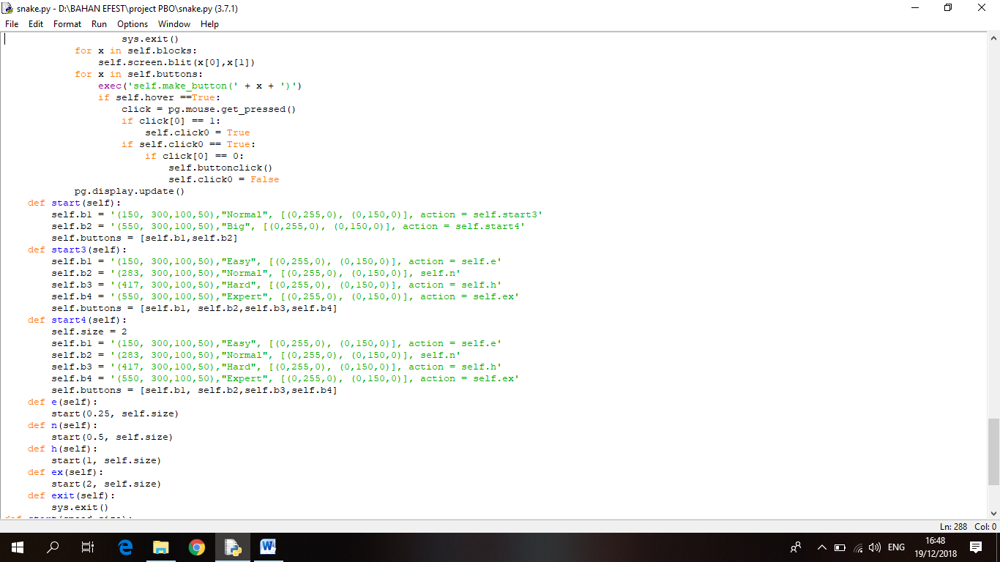 snake.py - D:\BAHAN EFEST\project PBO\snake.py (3.7.1)
File Edit Format Run Options Window Help
                    sys.exit()
            for x in self.blocks:
                self.screen.blit(x[0],x[1])
            for x in self.buttons:
                exec('self.make_button(' + x + ')')
                if self.hover ==True:
                    click = pg.mouse.get_pressed()
                    if click[0] == 1:
                        self.click0 = True
                    if self.click0 == True:
                        if click[0] == 0:
                            self.buttonclick()
                            self.click0 = False
            pg.display.update()
    def start(self):
        self.b1 = '(150, 300,100,50),"Normal", [(0,255,0), (0,150,0)], action = self.start3'
        self.b2 = '(550, 300,100,50),"Big", [(0,255,0), (0,150,0)], action = self.start4'
        self.buttons = [self.b1,self.b2]
    def start3(self):
        self.b1 = '(150, 300,100,50),"Easy", [(0,255,0), (0,150,0)], action = self.e'
        self.b2 = '(283, 300,100,50),"Normal", [(0,255,0), (0,150,0)], self.n'
        self.b3 = '(417, 300,100,50),"Hard", [(0,255,0), (0,150,0)], action = self.h'
        self.b4 = '(550, 300,100,50),"Expert", [(0,255,0), (0,150,0)], action = self.ex'
        self.buttons = [self.b1, self.b2,self.b3,self.b4]
    def start4(self):
        self.size = 2
        self.b1 = '(150, 300,100,50),"Easy", [(0,255,0), (0,150,0)], action = self.e'
        self.b2 = '(283, 300,100,50),"Normal", [(0,255,0), (0,150,0)], self.n'
        self.b3 = '(417, 300,100,50),"Hard", [(0,255,0), (0,150,0)], action = self.h'
        self.b4 = '(550, 300,100,50),"Expert", [(0,255,0), (0,150,0)], action = self.ex'
        self.buttons = [self.b1, self.b2,self.b3,self.b4]
    def e(self):
        start(0.25, self.size)
    def n(self):
        start(0.5, self.size)
    def h(self):
        start(1, self.size)
    def ex(self):
        start(2, self.size)
    def exit(self):
        sys.exit()
Ln: 288 Col: 0
ENG
16:48
19/12/2018